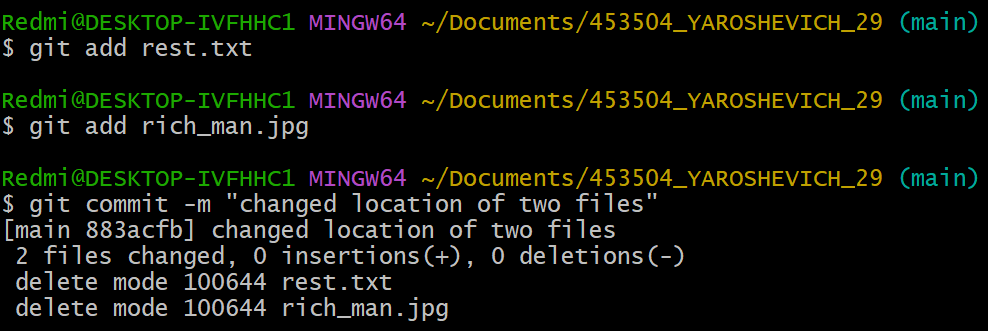 Redmi@DESKTOP-IVFHHC1 MINGW64 ~/Documents/453504_YAROSHEVICH_29 (main)
$ git add rest.txt
Redmi@DESKTOP-IVFHHC1 MINGW64 ~/Documents/453504_YAROSHEVICH_29 (main)
$ git add rich_man.jpg
Redmi@DESKTOP-IVFHHC1 MINGW64 ~/Documents/453504_YAROSHEVICH_29 (main)
$ git commit -m "changed location of two files"
[main 883acfb] changed location of two files
 2 files changed, 0 insertions(+), 0 deletions(-)
 delete mode 100644 rest.txt
 delete mode 100644 rich_man.jpg